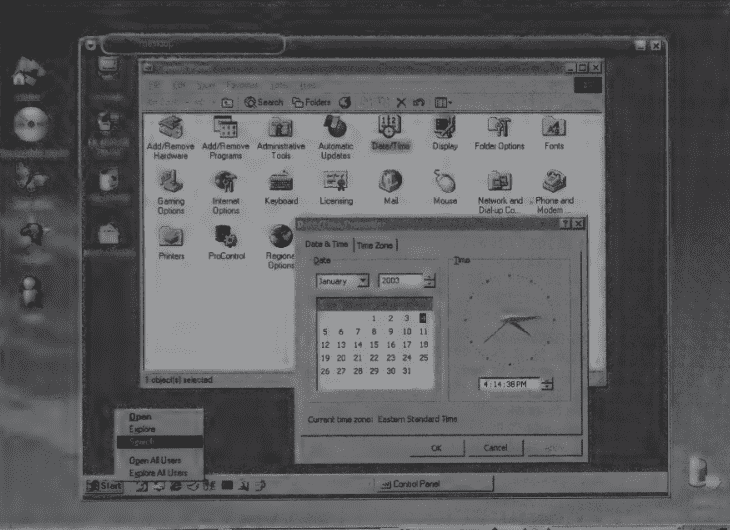 Search Folders
Add/Remove Hardware
Add/Remove Programs
Administrative Tools
Automatic Updates
Date/Time
Display
Folder Options
Fonts
Gaming Options
Internet Options
Keyboard
Licensing
Mail
Mouse
Network and Dial-up Co...
Phone and Modem ...
Printers
ProControl
Regional Options
Date & Time Time Zone
Date
Time
January 2003
1 2 3 4
5 6 7 8 9 10 11
12 13 14 15 16 17 18
19 20 21 22 23 24 25
26 27 28 29 30 31
4:14:38 PM
Current time zone: Eastern Standard Time
OK Cancel
1 object(s) selected
Open
Explore
Search
Open All Users
Explore All Users
Start
Control Panel